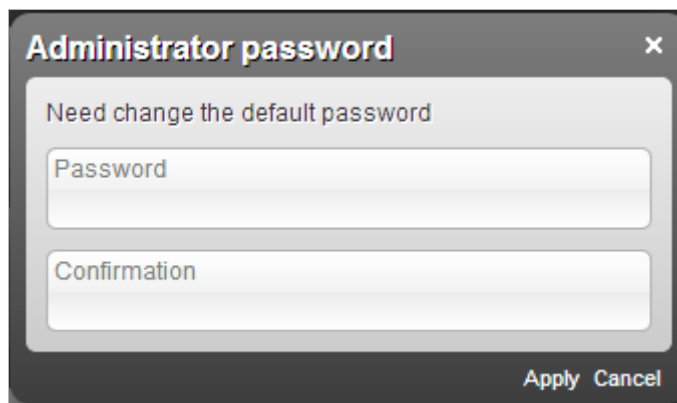 Administrator password ×
Need change the default password
Password
Confirmation
Apply Cancel